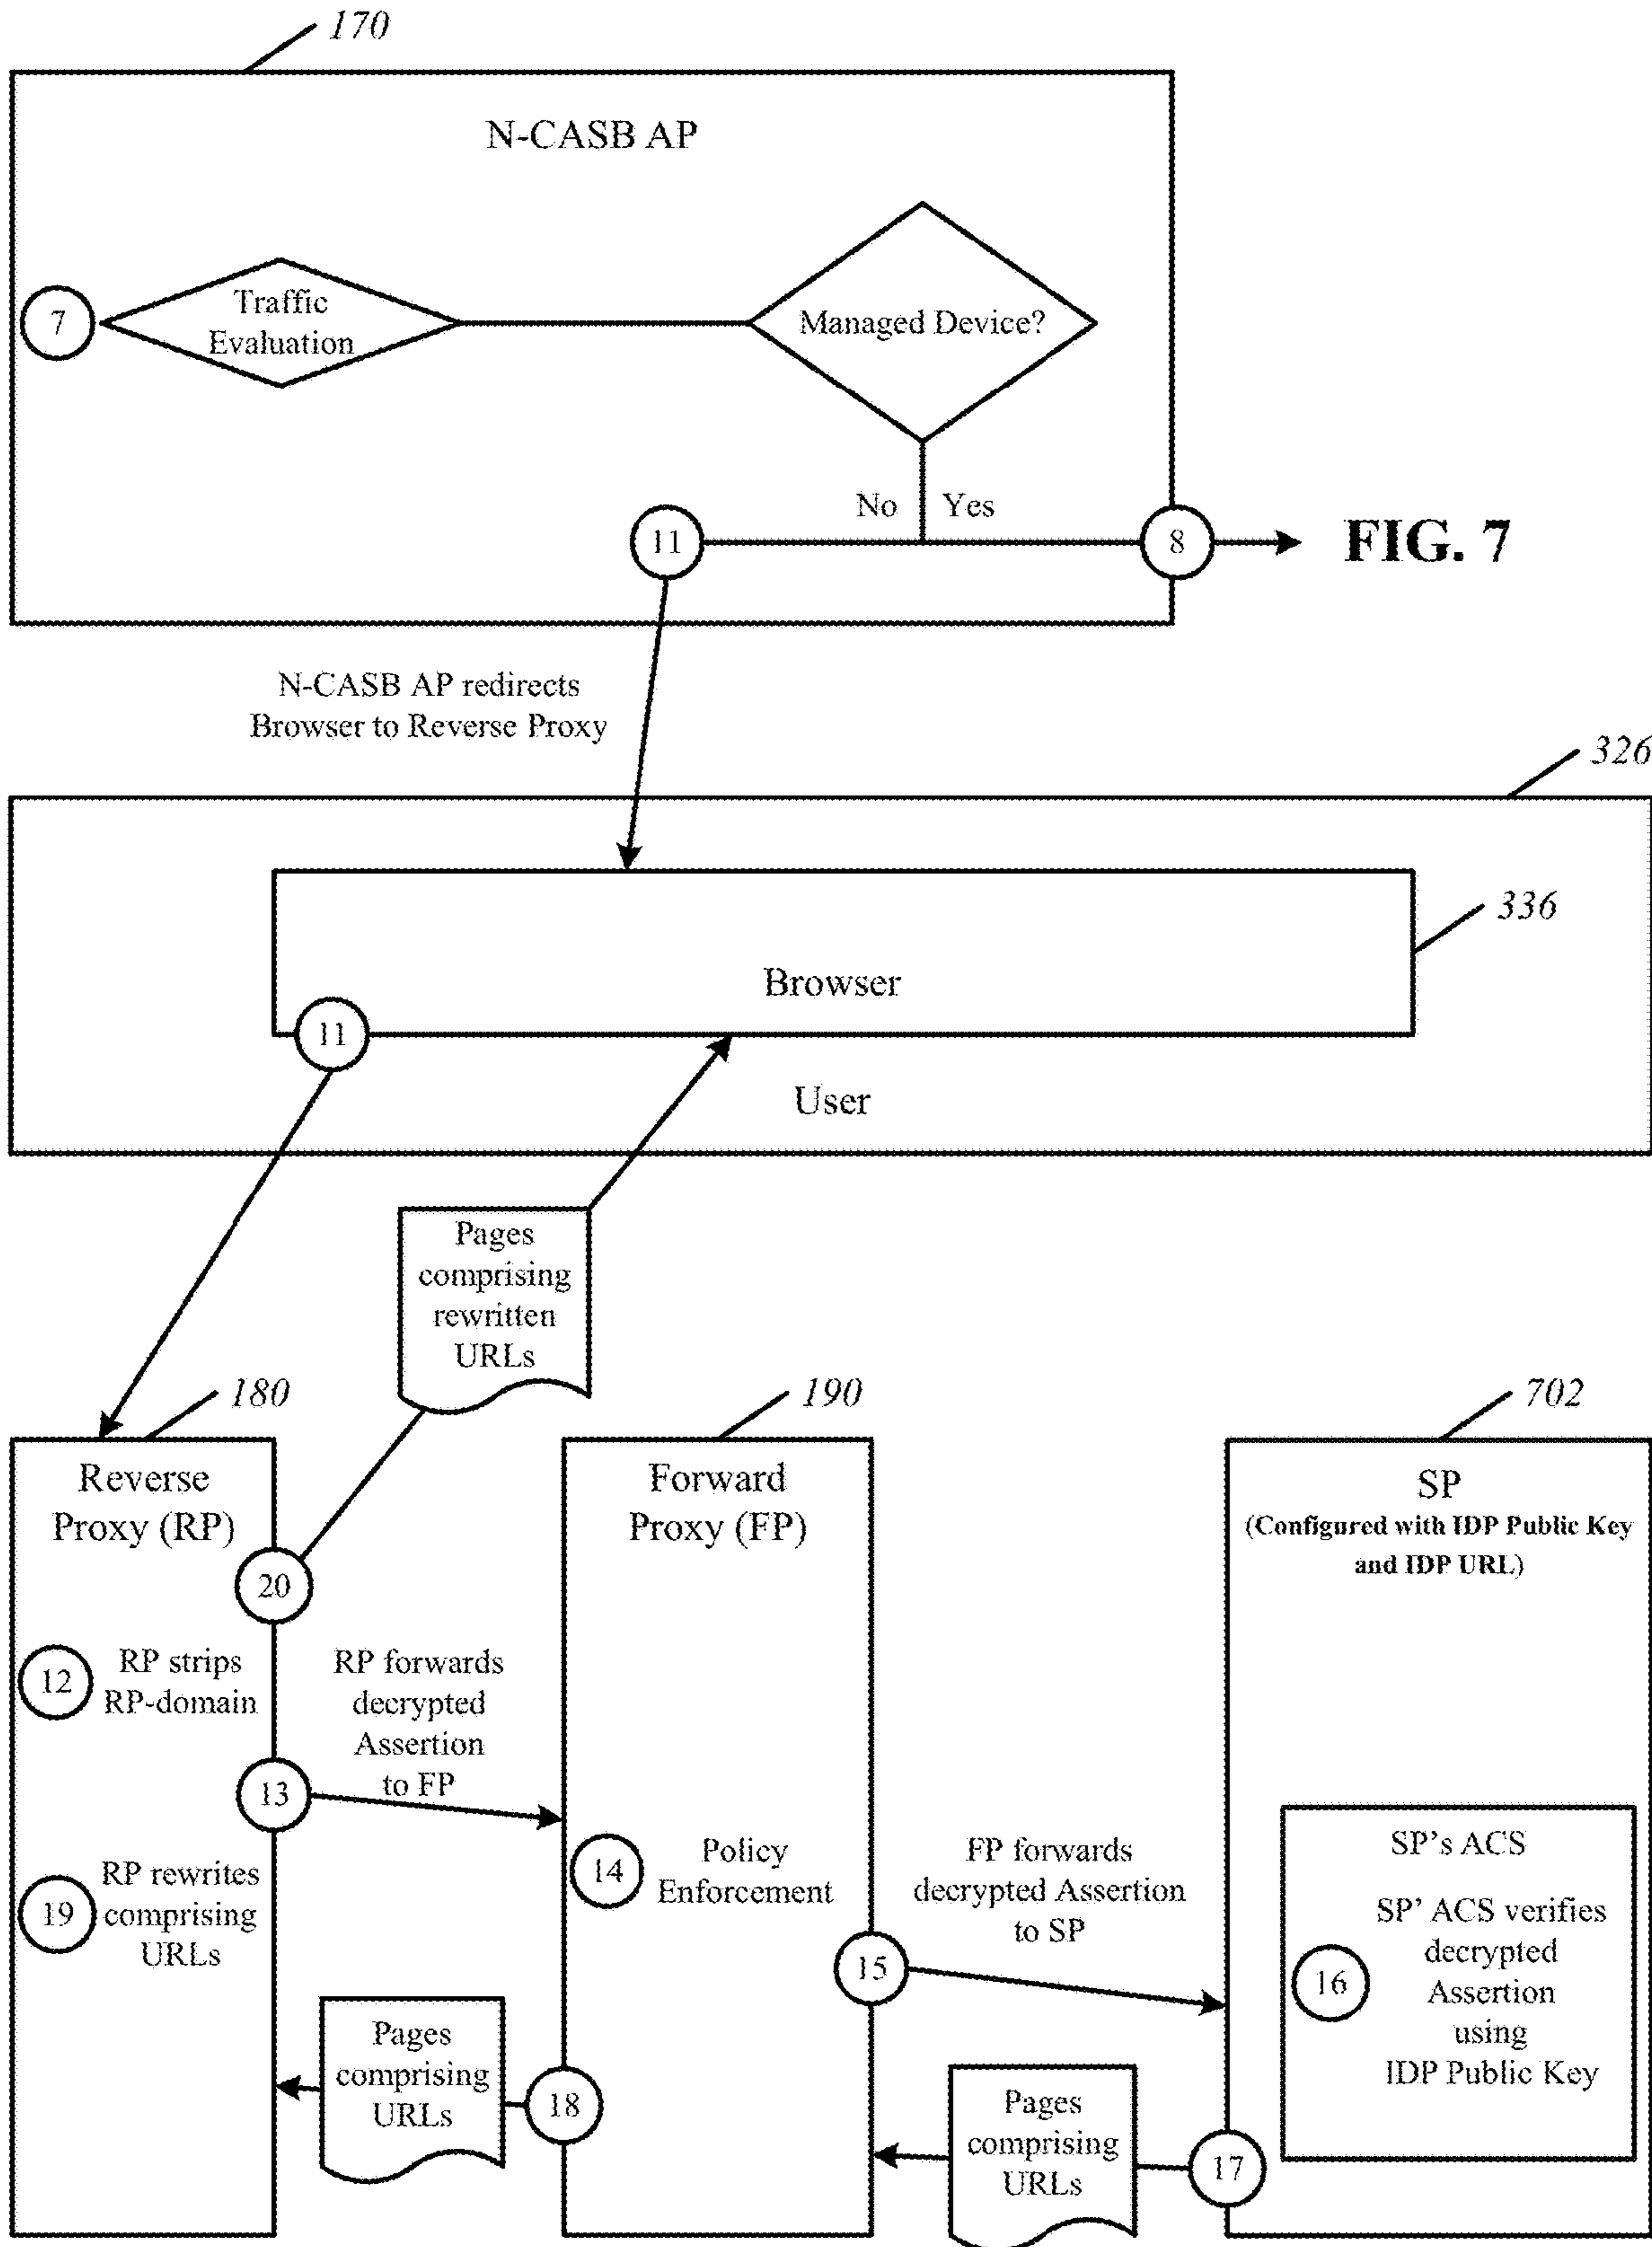 170
N-CASB AP
7
Traffic
Evaluation
Managed Device?
No
Yes
11
8
FIG. 7
N-CASB AP redirects
Browser to Reverse Proxy
326
336
Browser
11
User
Pages
comprising
rewritten
URLs
180
190
702
Reverse
Proxy (RP)
Forward
Proxy (FP)
SP
(Configured with IDP Public Key
and IDP URL)
20
12
RP strips
RP-domain
RP forwards
decrypted
Assertion
to FP
13
14
Policy
Enforcement
FP forwards
decrypted Assertion
to SP
SP's ACS
SP' ACS verifies
decrypted
Assertion
using
IDP Public Key
16
19
RP rewrites
comprising
URLs
15
Pages
comprising
URLs
18
Pages
comprising
URLs
17